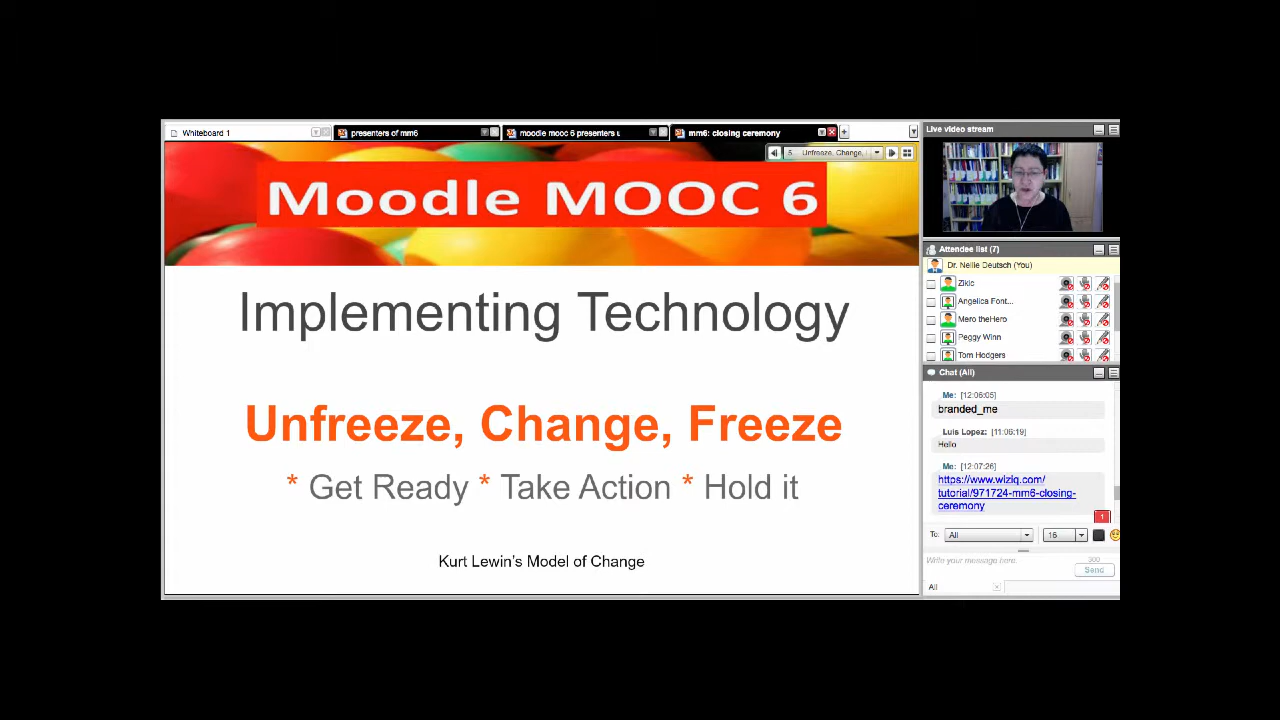 Whiteboard 1
presenters of mm6
moodle mooc 6 presenters u
mm6: closing ceremony
5
Unfreeze, Change,
Moodle MOOC 6
Implementing Technology
Unfreeze, Change, Freeze
* Get Ready * Take Action * Hold it
Kurt Lewin's Model of Change
Live video stream
Attendee list (7)
Dr. Nellie Deutsch (You)
Zikic
Angelica Font...
Mero theHero
Peggy Winn
Tom Hodgers
Chat (All)
Me: [12:06:05]
branded_me
Luis Lopez: [11:06:19]
Hello
Me: [12:07:26]
https://www.wiziq.com/
tutorial/971724-mm6-closing-
ceremony
1
To: All 16
Write your message here.
300
Send
All